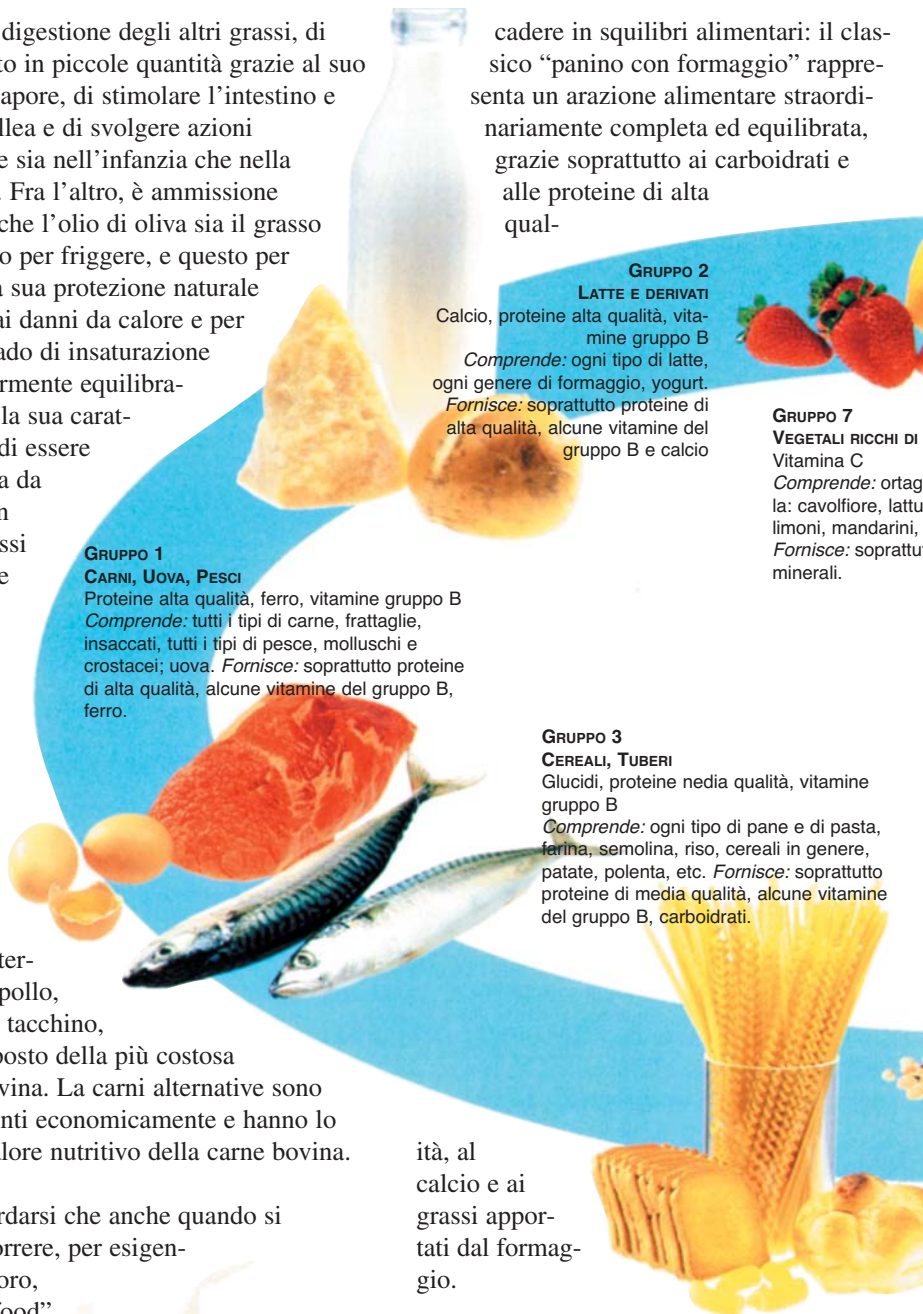 digestione degli altri grassi, di
to in piccole quantità grazie al suo
apore, di stimolare l'intestino e
llea e di svolgere azioni
e sia nell'infanzia che nella
. Fra l'altro, è ammissione
che l'olio di oliva sia il grasso
o per friggere, e questo per
a sua protezione naturale
ai danni da calore e per
ado di insaturazione
rmente equilibra-
la sua carat-
di essere
a da
n
ssi
e
GRUPPO 1
CARNI, UOVA, PESCI
Proteine alta qualità, ferro, vitamine gruppo B
Comprende: tutti i tipi di carne, frattaglie,
insaccati, tutti i tipi di pesce, molluschi e
crostacei; uova. Fornisce: soprattutto proteine
di alta qualità, alcune vitamine del gruppo B,
ferro.
ter-
pollo,
tacchino,
posto della più costosa
vina. La carni alternative sono
nti economicamente e hanno lo
alore nutritivo della carne bovina.
rdarsi che anche quando si
orrere, per esigen-
oro,
food"
cadere in squilibri alimentari: il clas-
sico "panino con formaggio" rappre-
senta un arazione alimentare straordi-
nariamente completa ed equilibrata,
grazie soprattutto ai carboidrati e
alle proteine di alta
qual-
GRUPPO 2
LATTE E DERIVATI
Calcio, proteine alta qualità, vita-
mine gruppo B
Comprende: ogni tipo di latte,
ogni genere di formaggio, yogurt.
Fornisce: soprattutto proteine di
alta qualità, alcune vitamine del
gruppo B e calcio
GRUPPO 7
VEGETALI RICCHI DI
Vitamina C
Comprende: ortag
la: cavolfiore, lattu
limoni, mandarini,
Fornisce: soprattu
minerali.
GRUPPO 3
CEREALI, TUBERI
Glucidi, proteine nedia qualità, vitamine
gruppo B
Comprende: ogni tipo di pane e di pasta,
farina, semolina, riso, cereali in genere,
patate, polenta, etc. Fornisce: soprattutto
proteine di media qualità, alcune vitamine
del gruppo B, carboidrati.
ità, al
calcio e ai
grassi appor-
tati dal formag-
gio.